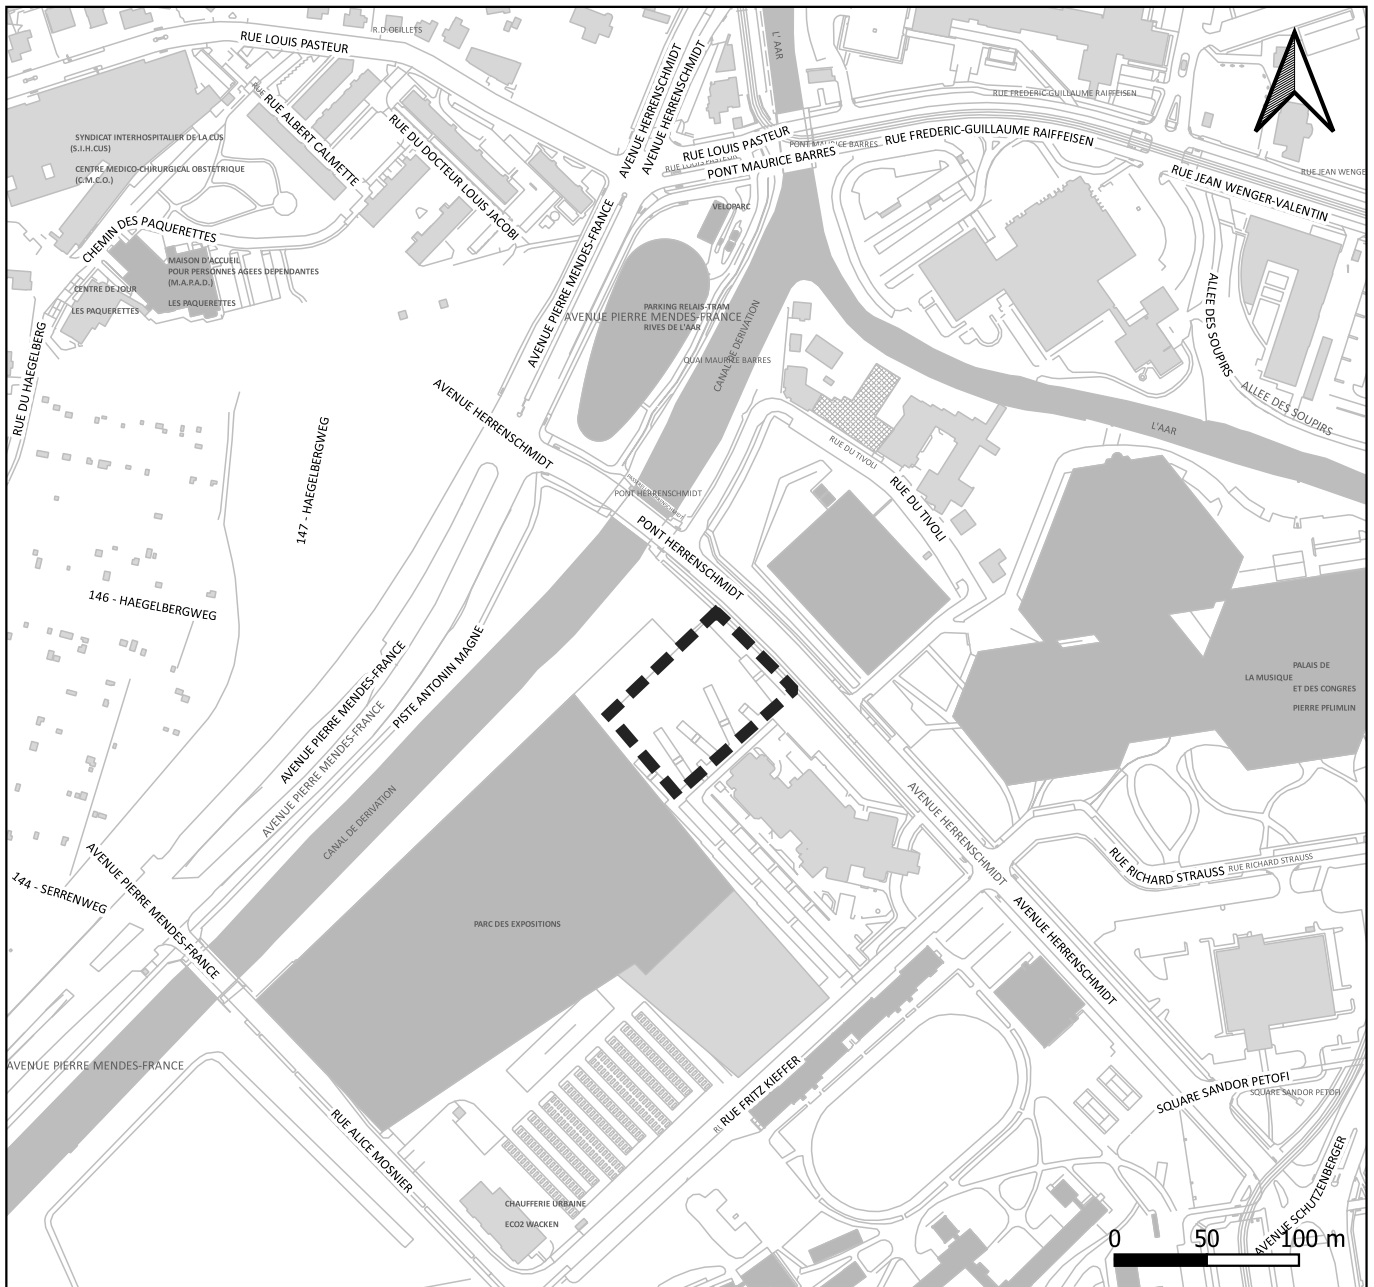 RUE LOUIS PASTEUR
R.D.OEILLETS
AVENUE HERRENSCHMIDT
AVENUE HERRENSCHMIDT
L'AAR
RUE FREDERIC-GUILLAUME RAIFFEISEN
RUE
RUE ALBERT CALMETTE
RUE DU DOCTEUR LOUIS JACOBI
SYNDICAT INTERHOSPITALIER DE LA CUS
(S.I.H.CUS)
CENTRE MEDICO-CHIRURGICAL OBSTETRIQUE
(C.M.C.O.)
RUE LOUIS PASTEUR
PONT MAURICE BARRES
RUE FREDERIC-GUILLAUME RAIFFEISEN
PONT MAURICE BARRES
RUE JEAN WENGE
RUE JEAN WENGER-VALENTIN
CHEMIN DES PAQUERETTES
VELOPARC
AVENUE PIERRE MENDES-FRANCE
MAISON D'ACCUEIL
POUR PERSONNES AGEES DEPENDANTES
(M.A.P.A.D.)
LES PAQUERETTES
CENTRE DE JOUR
LES PAQUERETTES
PARKING RELAIS-TRAM
AVENUE PIERRE MENDES-FRANCE
RIVES DE L'AAR
CANAL DE DERIVATION
QUAI MAURICE BARRES
ALLEE DES SOUPIRS
ALLEE DES SOUPIRS
RUE DU HAEGELBERG
AVENUE HERRENSCHMIDT
147 - HAEGELBERGWEG
L'AAR
RUE DU TIVOLI
RUE DU TIVOLI
PONT HERRENSCHMIDT
PONT HERRENSCHMIDT
146 - HAEGELBERGWEG
AVENUE PIERRE MENDES-FRANCE
AVENUE PIERRE MENDES-FRANCE
PISTE ANTONIN MAGNE
PALAIS DE
LA MUSIQUE
ET DES CONGRES
PIERRE PFLIMLIN
CANAL DE DERIVATION
AVENUE HERRENSCHMIDT
RUE RICHARD STRAUSS
RUE RICHARD STRAUSS
AVENUE PIERRE MENDES-FRANCE
144 - SERRENWEG
PARC DES EXPOSITIONS
AVENUE HERRENSCHMIDT
AVENUE PIERRE MENDES-FRANCE
RUE FRITZ KIEFFER
RUE ALICE MOSNIER
SQUARE SANDOR PETOFI
SQUARE SANDOR PETOFI
CHAUFFERIE URBAINE
ECO2 WACKEN
AVENUE SCHUTZENBERGER
0 50 100 m